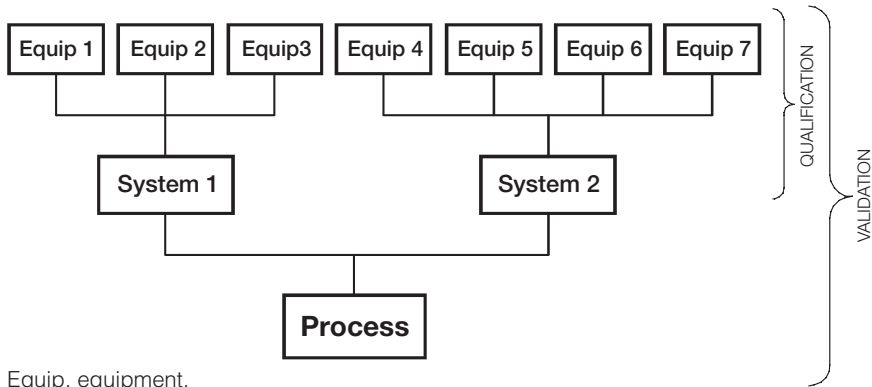 Equip 1 Equip 2 Equip3 Equip 4 Equip 5 Equip 6 Equip 7
QUALIFICATION
VALIDATION
System 1 System 2
Process
Equip, equipment.